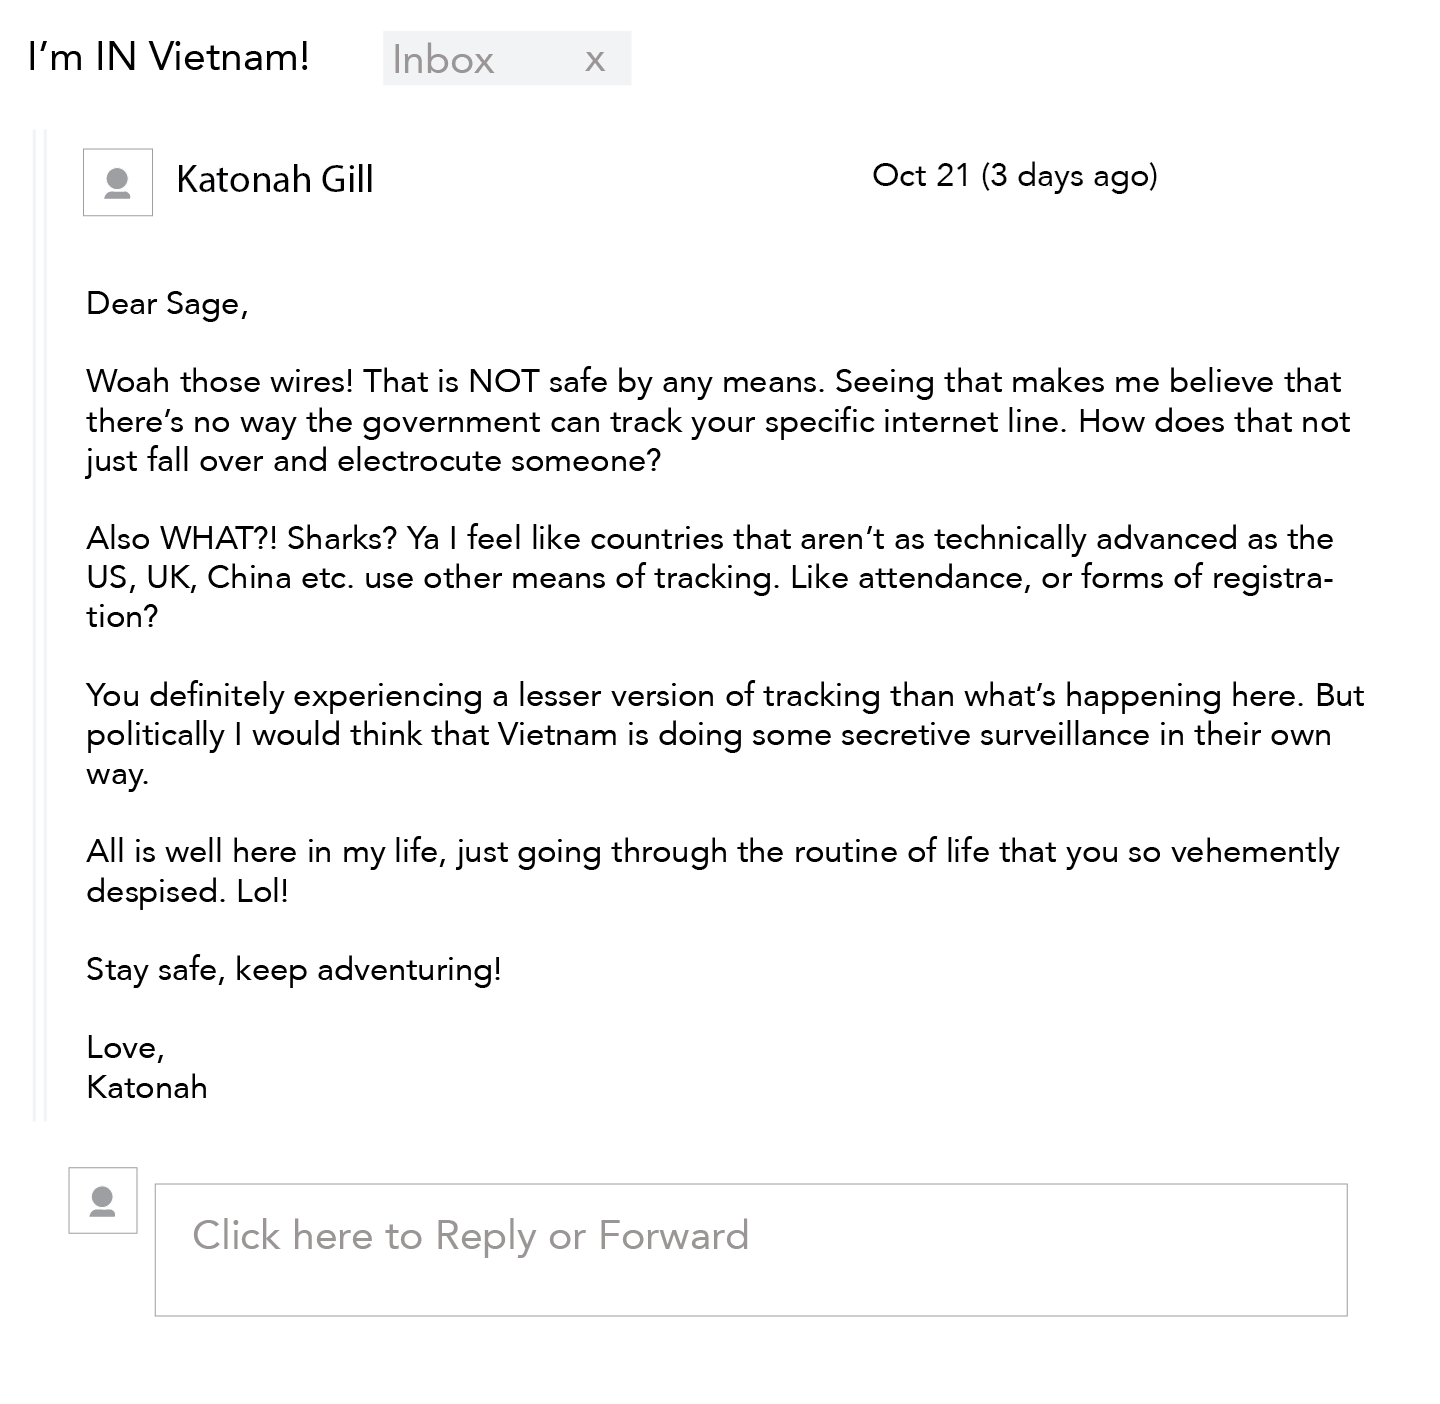 I’m IN Vietnam!
Inbox x
Katonah Gill
Oct 21 (3 days ago)
Dear Sage,
Woah those wires! That is NOT safe by any means. Seeing that makes me believe that
there’s no way the government can track your specific internet line. How does that not
just fall over and electrocute someone?
Also WHAT?! Sharks? Ya I feel like countries that aren’t as technically advanced as the
US, UK, China etc. use other means of tracking. Like attendance, or forms of registra-
tion?
You definitely experiencing a lesser version of tracking than what’s happening here. But
politically I would think that Vietnam is doing some secretive surveillance in their own
way.
All is well here in my life, just going through the routine of life that you so vehemently
despised. Lol!
Stay safe, keep adventuring!
Love,
Katonah
Click here to Reply or Forward